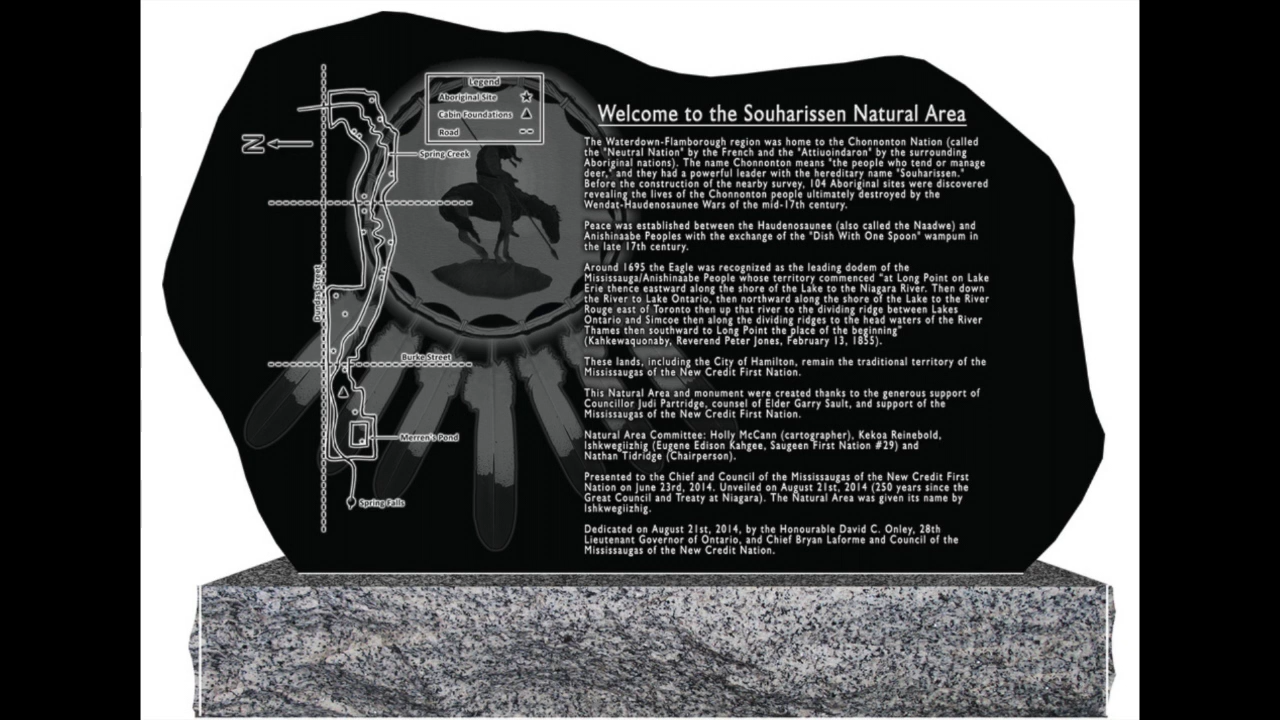 Legend
Aboriginal Site
Cabin Foundations
Road
N
Spring Creek
Dundas Street
Burke Street
Merren's Pond
Spring Falls
Welcome to the Souharissen Natural Area
The Waterdown-Flamborough region was home to the Chonnonton Nation (called
the "Neutral Nation" by the French and the "Attiuoindaron" by the surrounding
Aboriginal nations). The name Chonnonton means "the people who tend or manage
deer," and they had a powerful leader with the hereditary name "Souharissen."
Before the construction of the nearby survey, 104 Aboriginal sites were discovered
revealing the lives of the Chonnonton people ultimately destroyed by the
Wendat-Haudenosaunee Wars of the mid-17th century.
Peace was established between the Haudenosaunee (also called the Naadwe) and
Anishinaabe Peoples with the exchange of the "Dish With One Spoon" wampum in
the late 17th century.
Around 1695 the Eagle was recognized as the leading dodem of the
Mississauga/Anishinaabe People whose territory commenced "at Long Point on Lake
Erie thence eastward along the shore of the Lake to the Niagara River. Then down
the River to Lake Ontario, then northward along the shore of the Lake to the River
Rouge east of Toronto then up that river to the dividing ridge between Lakes
Ontario and Simcoe then along the dividing ridges to the head waters of the River
Thames then southward to Long Point the place of the beginning"
(Kahkewaquonaby, Reverend Peter Jones, February 13, 1855).
These lands, including the City of Hamilton, remain the traditional territory of the
Mississaugas of the New Credit First Nation.
This Natural Area and monument were created thanks to the generous support of
Councillor Judi Partridge, counsel of Elder Garry Sault, and support of the
Mississaugas of the New Credit First Nation.
Natural Area Committee: Holly McCann (cartographer), Kekoa Reinebold,
Ishkwegiizhig (Eugene Edison Kahgee, Saugeen First Nation #29) and
Nathan Tidridge (Chairperson).
Presented to the Chief and Council of the Mississaugas of the New Credit First
Nation on June 23rd, 2014. Unveiled on August 21st, 2014 (250 years since the
Great Council and Treaty at Niagara). The Natural Area was given its name by
Ishkwegiizhig.
Dedicated on August 21st, 2014, by the Honourable David C. Onley, 28th
Lieutenant Governor of Ontario, and Chief Bryan Laforme and Council of the
Mississaugas of the New Credit Nation.